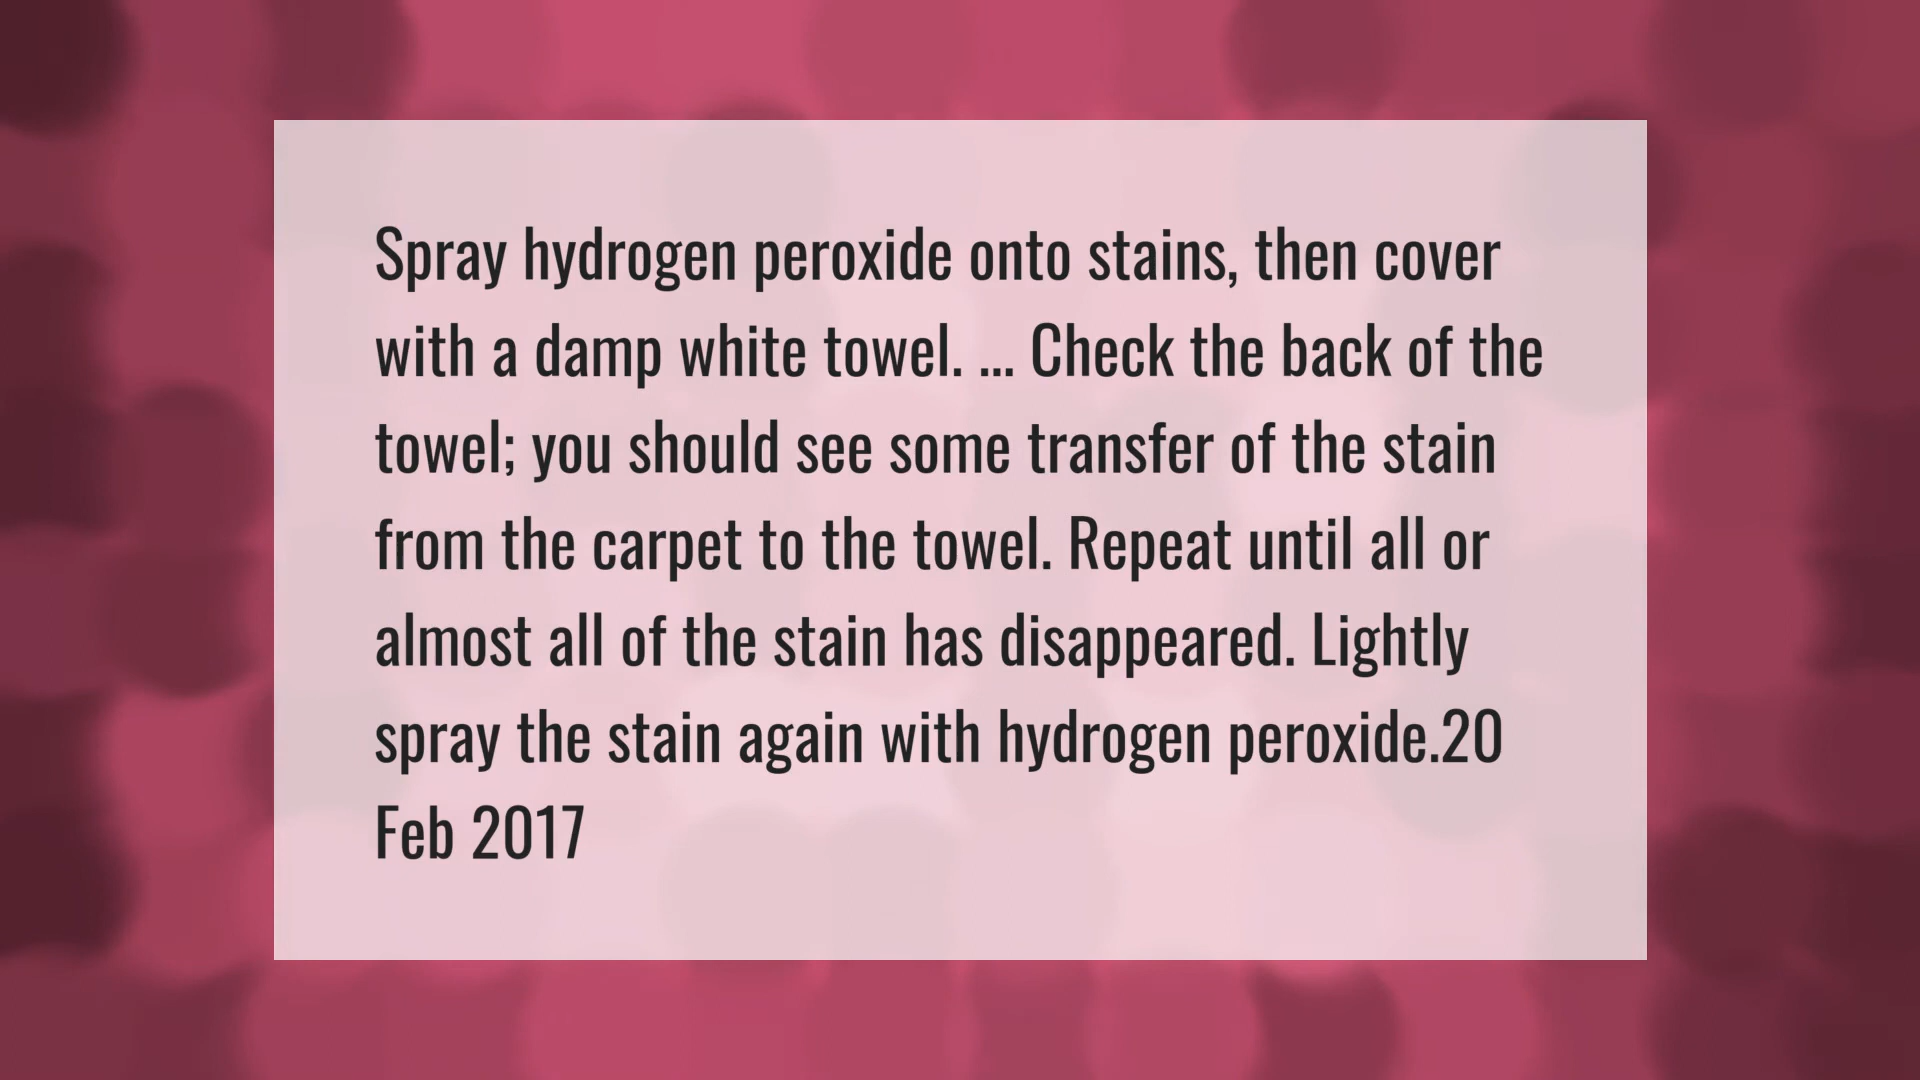 Spray hydrogen peroxide onto stains, then cover
with a damp white towel. ... Check the back of the
towel; you should see some transfer of the stain
from the carpet to the towel. Repeat until all or
almost all of the stain has disappeared. Lightly
spray the stain again with hydrogen peroxide.20
Feb 2017